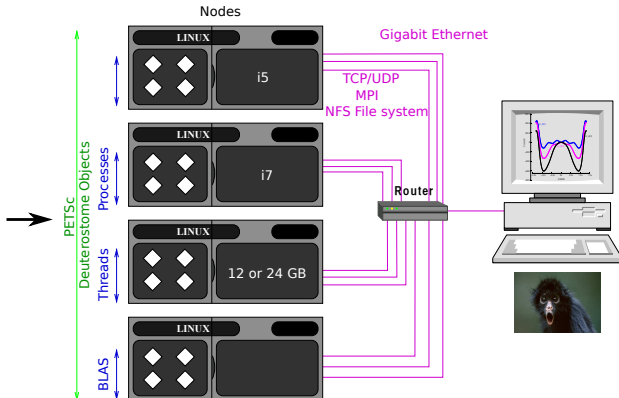 Nodes
LINUX
i5
Gigabit Ethernet
TCP/UDP
MPI
NFS File system
LINUX
i7
Router
PETSc
Deuterostome Objects
Processes
Threads
BLAS
LINUX
12 or 24 GB
LINUX